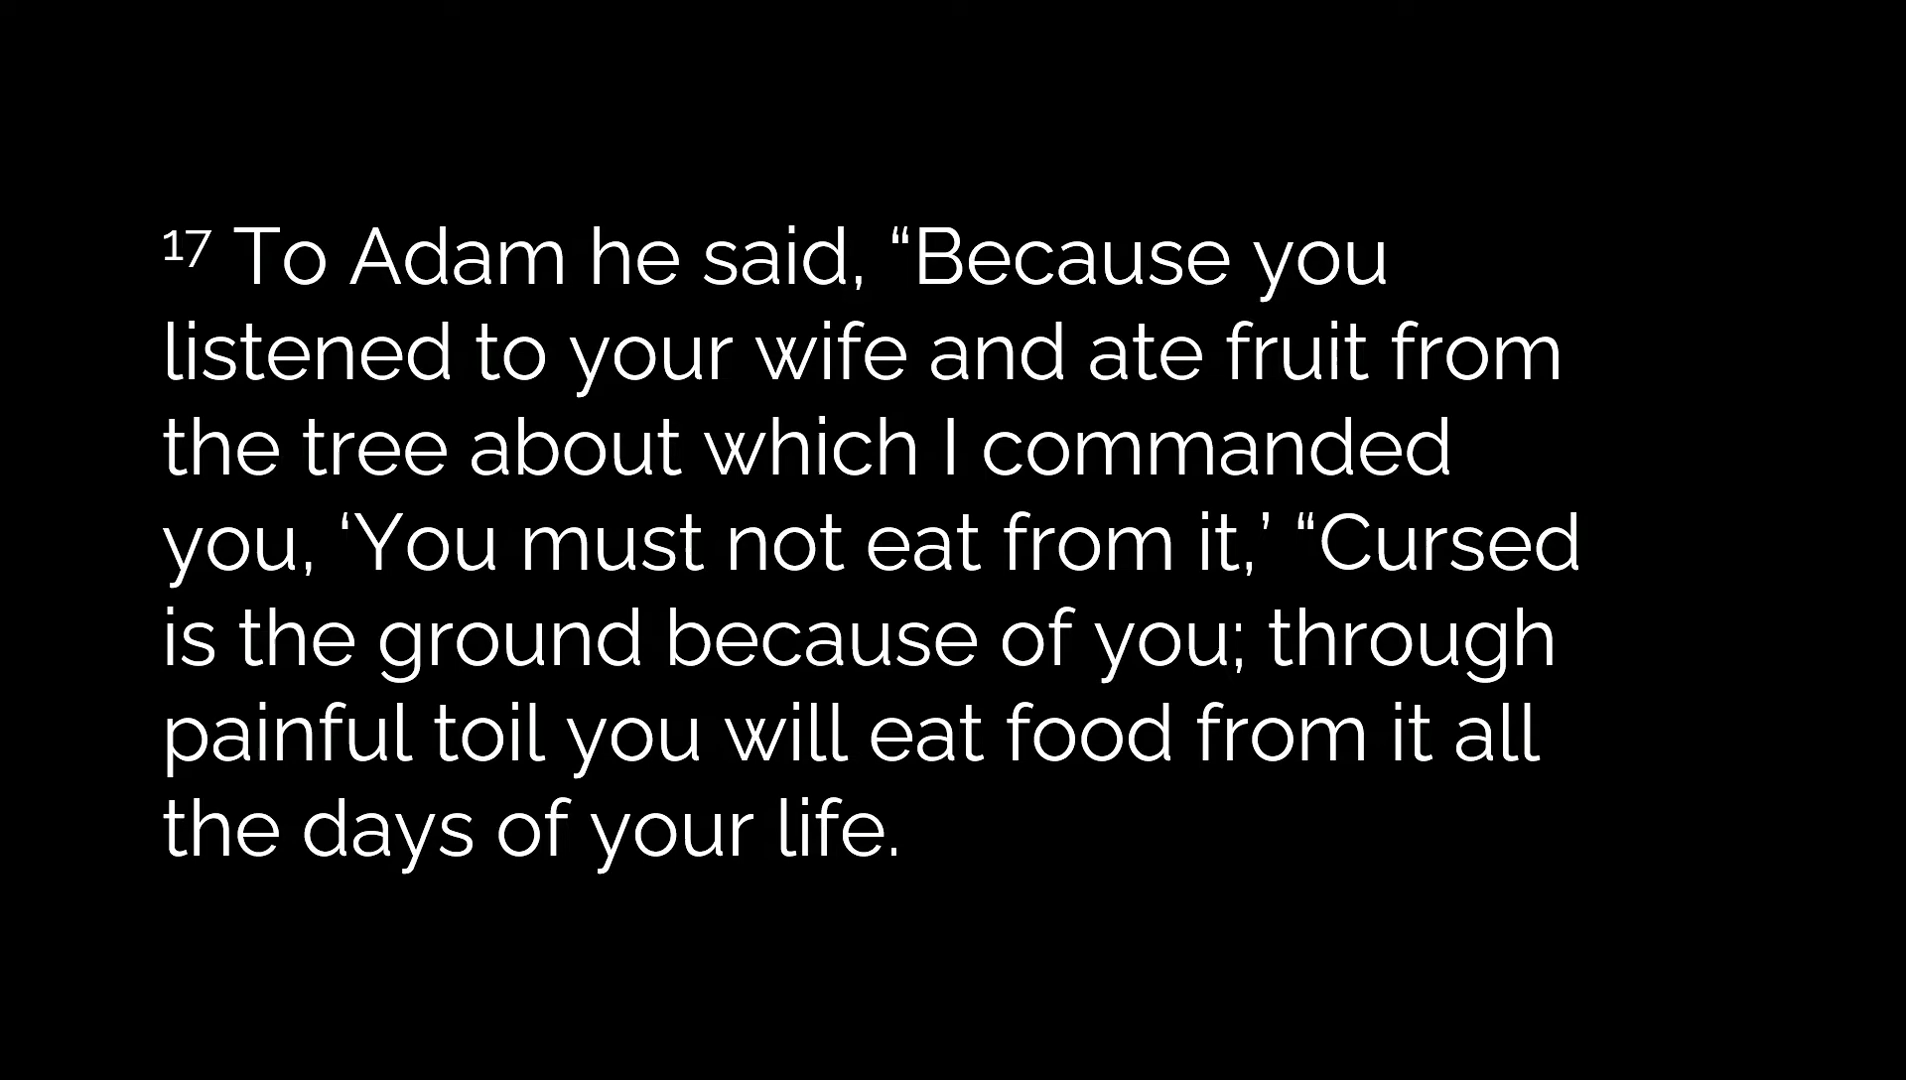 17 To Adam he said, “Because you
listened to your wife and ate fruit from
the tree about which I commanded
you, ‘You must not eat from it,’ “Cursed
is the ground because of you; through
painful toil you will eat food from it all
the days of your life.